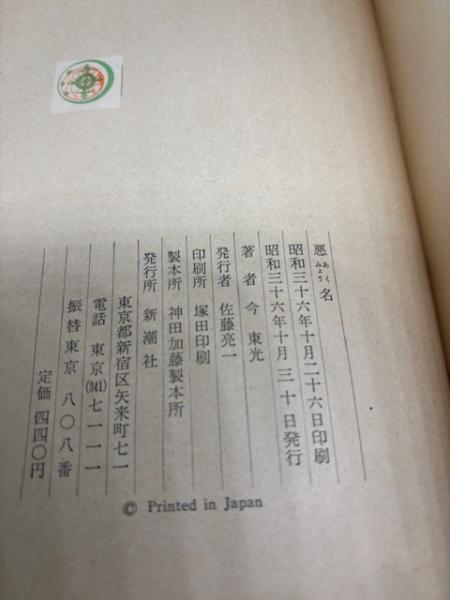 悪名
あくみょう
昭和三十六年十月二十六日印刷
昭和三十六年十月三十日発行
著者 今東光
発行者 佐藤亮一
印刷所 塚田印刷
製本所 神田加藤製本所
発行所 新潮社
東京都新宿区矢来町七一
電話 東京(341)七一一一
振替東京 八〇八番
定価 四四〇円
© Printed in Japan